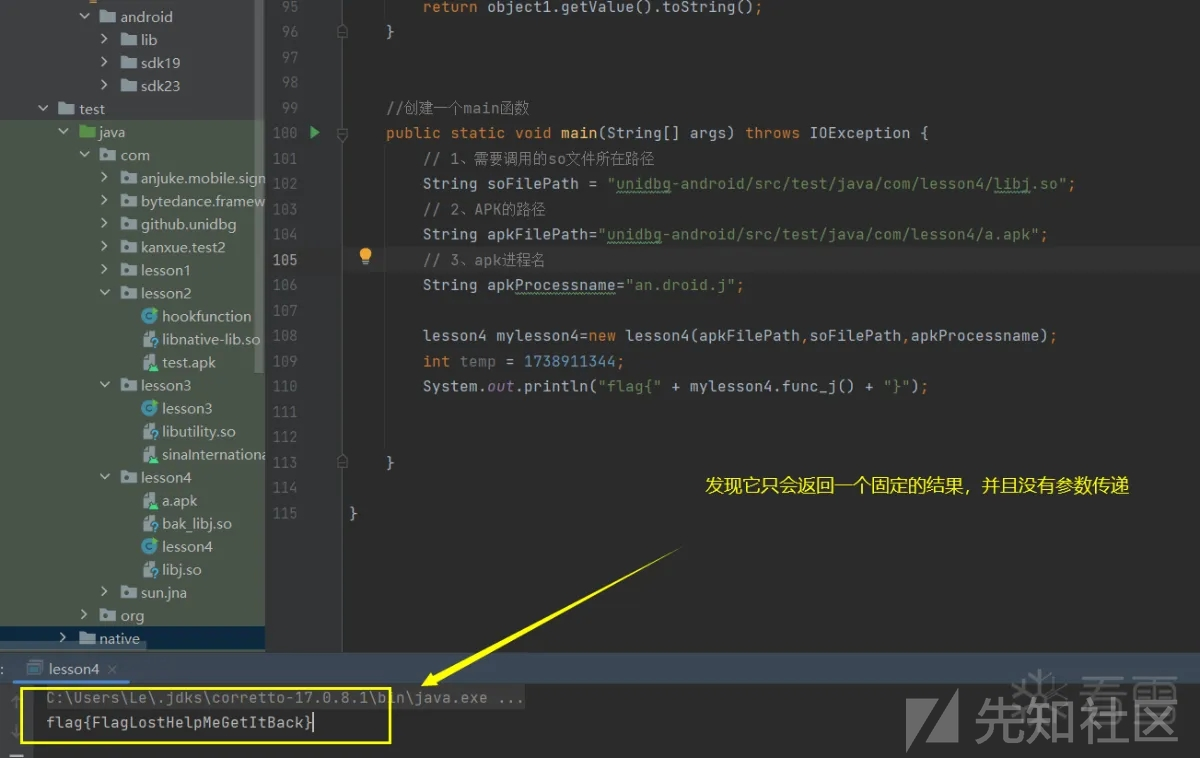 android
lib
sdk19
sdk23
test
java
com
anjuke.mobile.sign
bytedance.framew
github.unidbg
kanxue.test2
lesson1
lesson2
hookfunction
libnative-lib.so
test.apk
lesson3
lesson3
libutility.so
sinaInternationa
lesson4
a.apk
bak_libj.so
lesson4
libj.so
sun.jna
org
native
95 return object1.getValue().toString();
96 }
97
98
99 //创建一个main函数
100 public static void main(String[] args) throws IOException {
101 // 1、需要调用的so文件所在路径
102 String soFilePath = "unidbg-android/src/test/java/com/lesson4/libj.so";
103 // 2、APK的路径
104 String apkFilePath="unidbg-android/src/test/java/com/lesson4/a.apk";
105 // 3、apk进程名
106 String apkProcessname="an.droid.j";
107
108 lesson4 mylesson4=new lesson4(apkFilePath,soFilePath,apkProcessname);
109 int temp = 1738911344;
110 System.out.println("flag{" + mylesson4.func_j() + "}");
111
112
113 }
114
115 }
发现它只会返回一个固定的结果，并且没有参数传递
: lesson4 ×
C:\Users\Le\.jdks\corretto-17.0.8.1\bin\java.exe ...
flag{FlagLostHelpMeGetItBack}
看雪
先知社区